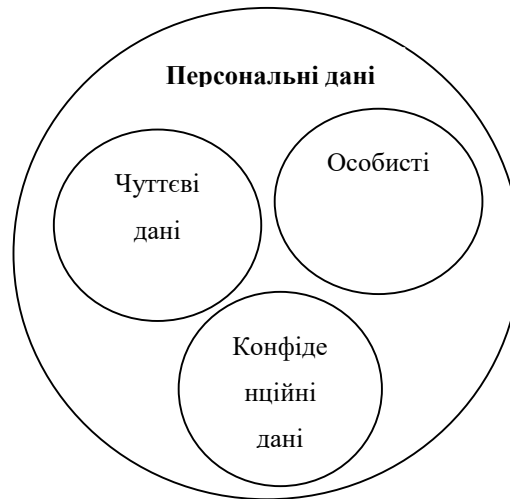 Персональні дані
Особисті
Чуттєві
дані
Конфіде
нційні
дані